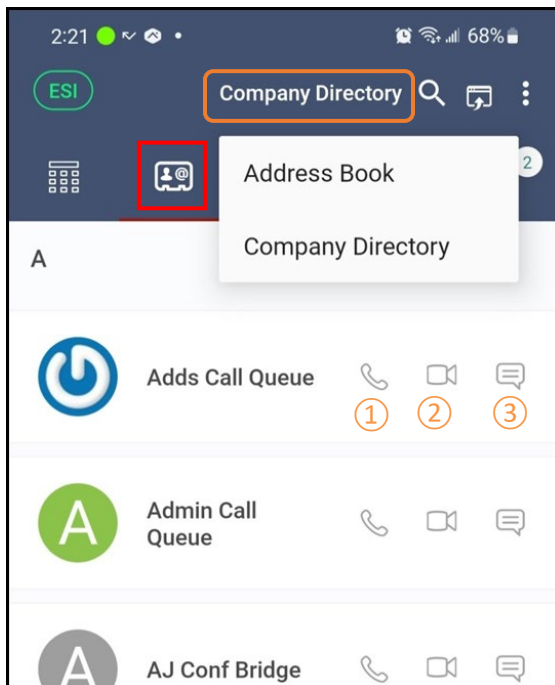 2:21 68%
ESI Company Directory
Address Book 2
Company Directory
A
Adds Call Queue
① ② ③
A Admin Call
Queue
A AJ Conf Bridge